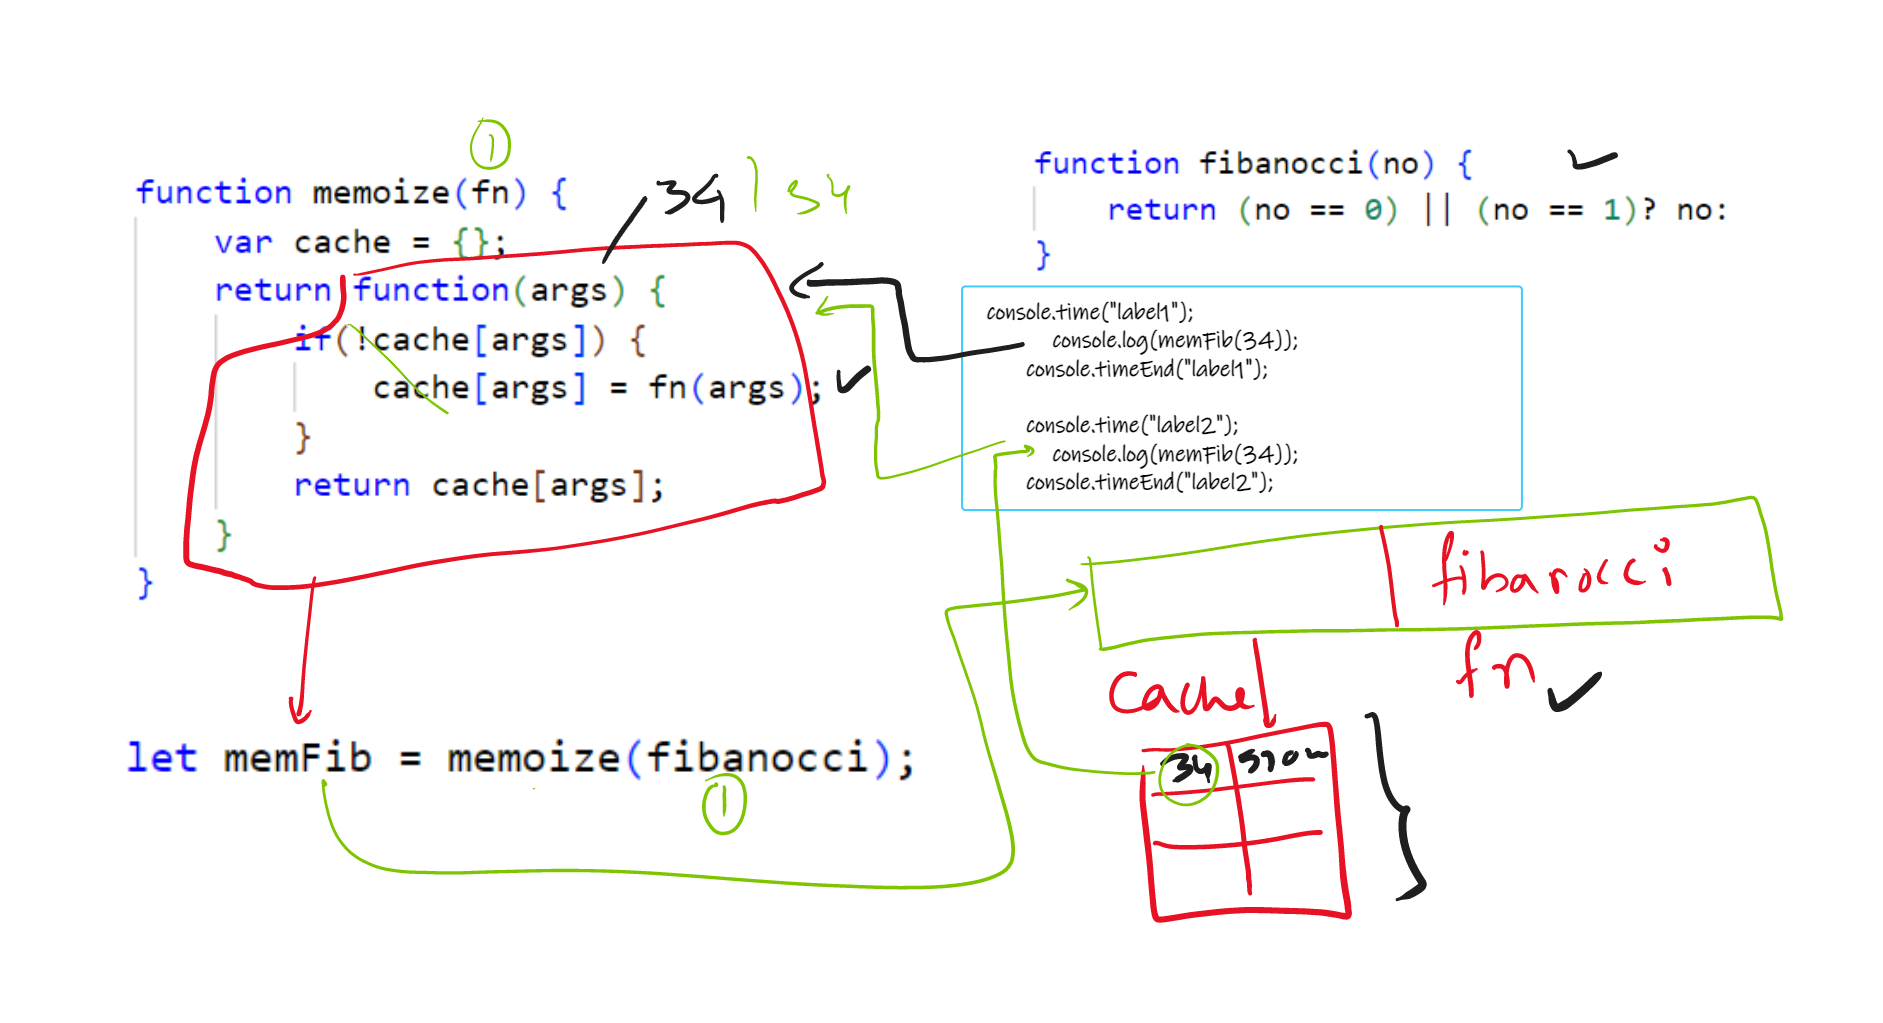 ①
function memoize(fn) {
34 | 34
var cache = {};
return function(args) {
if(!cache[args]) {
cache[args] = fn(args);
}
return cache[args];
}
}
let memFib = memoize(fibanocci);
①
function fibanocci(no) {
return (no == 0) || (no == 1)? no:
}
console.time("label1");
console.log(memFib(34));
console.timeEnd("label1");
console.time("label2");
console.log(memFib(34));
console.timeEnd("label2");
fibanocci
fn
Cache
34